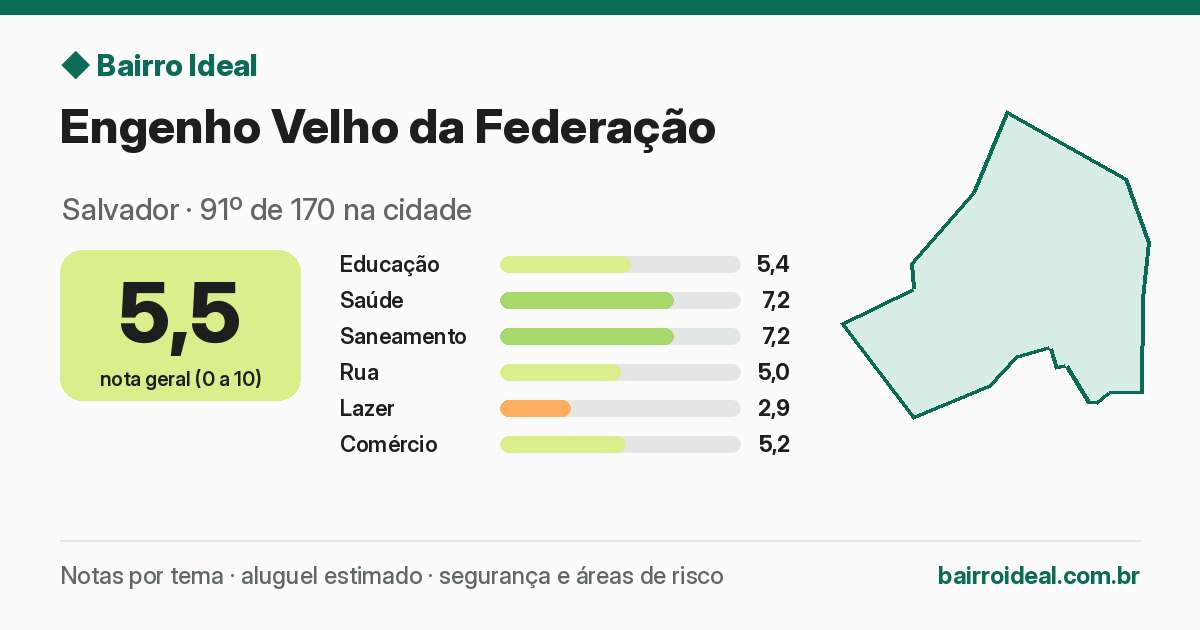 Bairro Ideal
Engenho Velho da Federação
Salvador · 91º de 170 na cidade
5,5
nota geral (0 a 10)
Educação 5,4
Saúde 7,2
Saneamento 7,2
Rua 5,0
Lazer 2,9
Comércio 5,2
Notas por tema · aluguel estimado · segurança e áreas de risco
bairroideal.com.br